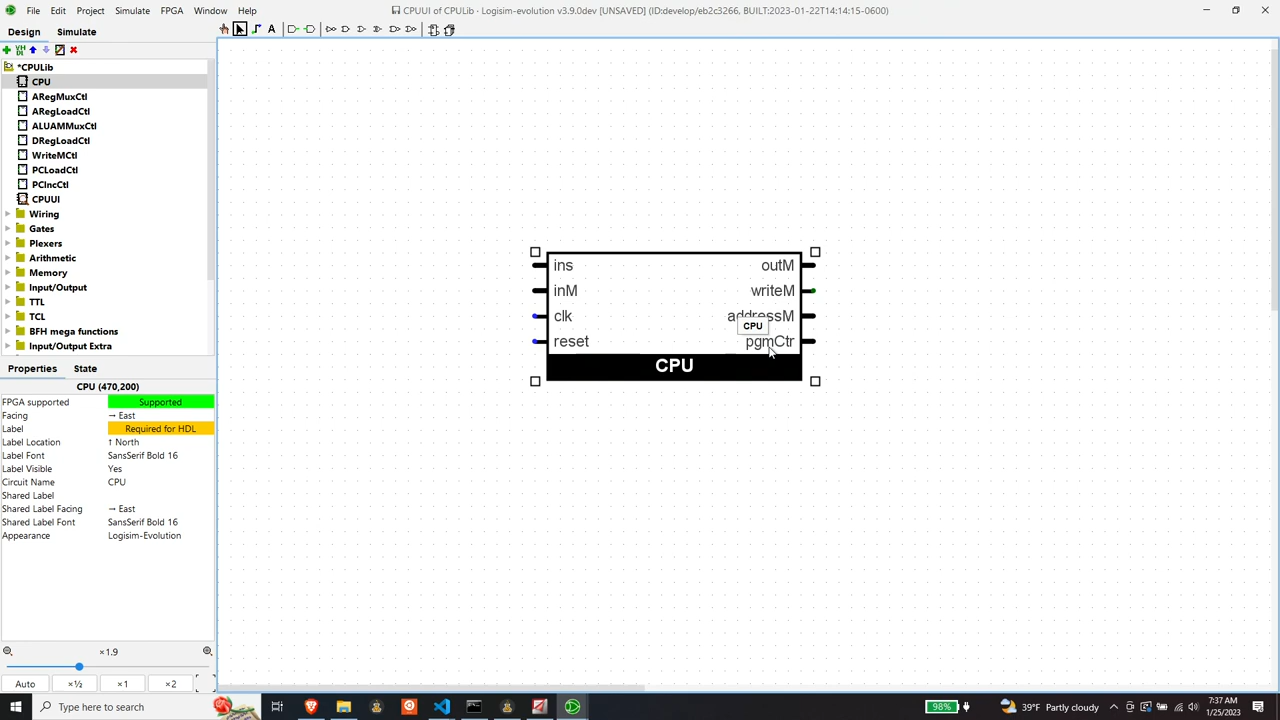 File Edit Project Simulate FPGA Window Help
CPUUI of CPULib - Logisim-evolution v3.9.0dev [UNSAVED] (ID:develop/eb2c3266, BUILT:2023-01-22T14:14:15-0600)
Design Simulate
A
VH
DL
*CPULib
CPU
ARegMuxCtl
ARegLoadCtl
ALUAMMuxCtl
DRegLoadCtl
WriteMCtl
PCLoadCtl
PCIncCtl
CPUUI
Wiring
Gates
Plexers
Arithmetic
Memory
Input/Output
TTL
TCL
BFH mega functions
Input/Output Extra
Properties State
CPU (470,200)
FPGA supported Supported
Facing → East
Label Required for HDL
Label Location ↑ North
Label Font SansSerif Bold 16
Label Visible Yes
Circuit Name CPU
Shared Label
Shared Label Facing → East
Shared Label Font SansSerif Bold 16
Appearance Logisim-Evolution
×1.9
Auto ×½ ×1 ×2
ins outM
inM writeM
clk addressM
CPU
reset pgmCtr
CPU
Type here to search
98%
39°F Partly cloudy
7:37 AM
1/25/2023